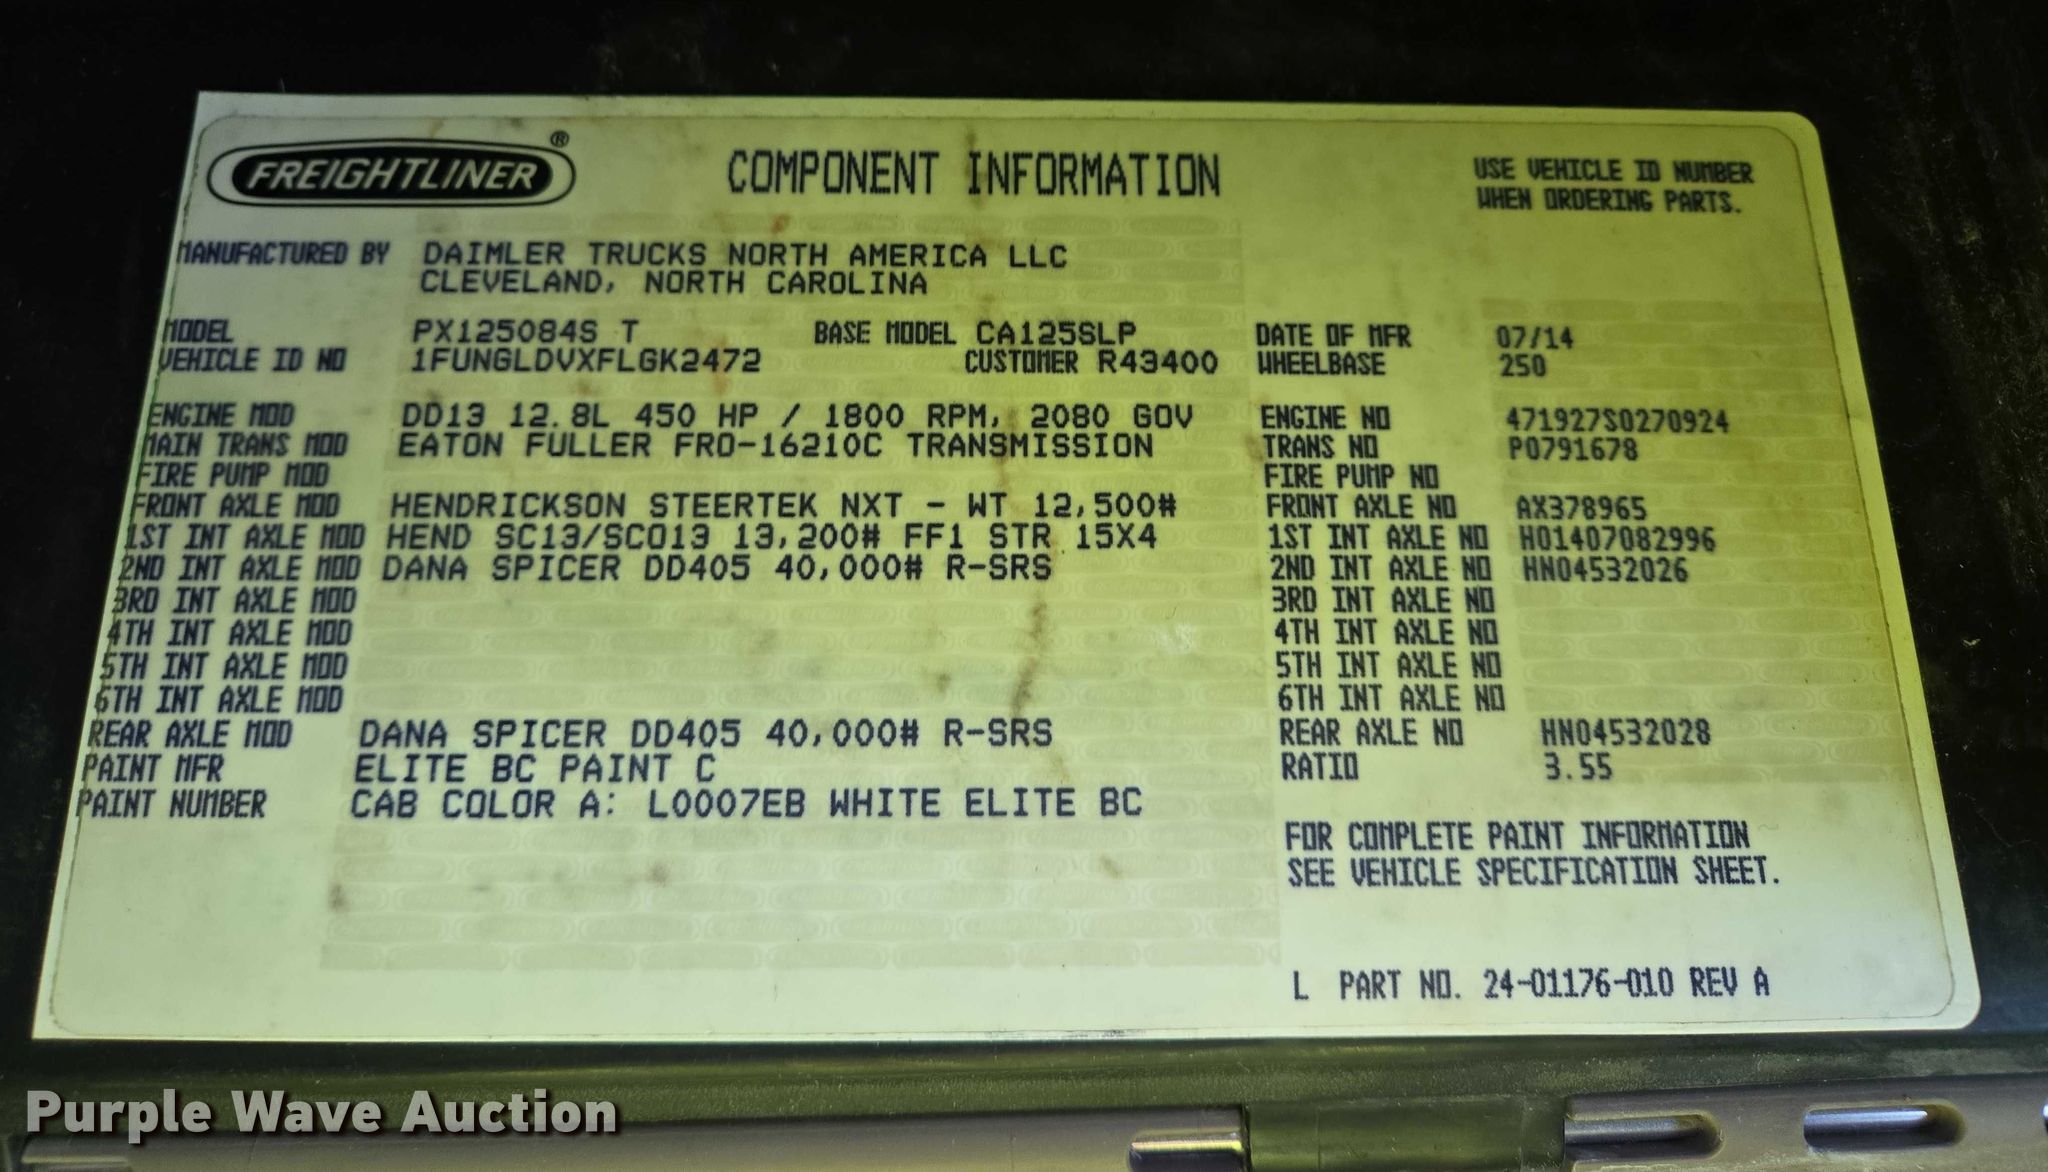 FREIGHTLINER®
COMPONENT INFORMATION
USE VEHICLE ID NUMBER
WHEN ORDERING PARTS.
MANUFACTURED BY DAIMLER TRUCKS NORTH AMERICA LLC
CLEVELAND, NORTH CAROLINA
MODEL PX125084S T BASE MODEL CA125SLP DATE OF MFR 07/14
VEHICLE ID NO 1FUNGLDVXFLGK2472 CUSTOMER R43400 WHEELBASE 250
ENGINE MOD DD13 12.8L 450 HP / 1800 RPM, 2080 GOV ENGINE NO 471927S0270924
MAIN TRANS MOD EATON FULLER FRO-16210C TRANSMISSION TRANS NO P0791678
FIRE PUMP MOD FIRE PUMP NO
FRONT AXLE MOD HENDRICKSON STEERTEK NXT - WT 12,500# FRONT AXLE NO AX378965
1ST INT AXLE MOD HEND SC13/SCO13 13,200# FF1 STR 15X4 1ST INT AXLE NO H01407082996
2ND INT AXLE MOD DANA SPICER DD405 40,000# R-SRS 2ND INT AXLE NO HN04532026
3RD INT AXLE MOD 3RD INT AXLE NO
4TH INT AXLE MOD 4TH INT AXLE NO
5TH INT AXLE MOD 5TH INT AXLE NO
6TH INT AXLE MOD 6TH INT AXLE NO
REAR AXLE MOD DANA SPICER DD405 40,000# R-SRS REAR AXLE NO HN04532028
PAINT MFR ELITE BC PAINT C RATIO 3.55
PAINT NUMBER CAB COLOR A: L0007EB WHITE ELITE BC
FOR COMPLETE PAINT INFORMATION
SEE VEHICLE SPECIFICATION SHEET.
L PART NO. 24-01176-010 REV A
Purple Wave Auction